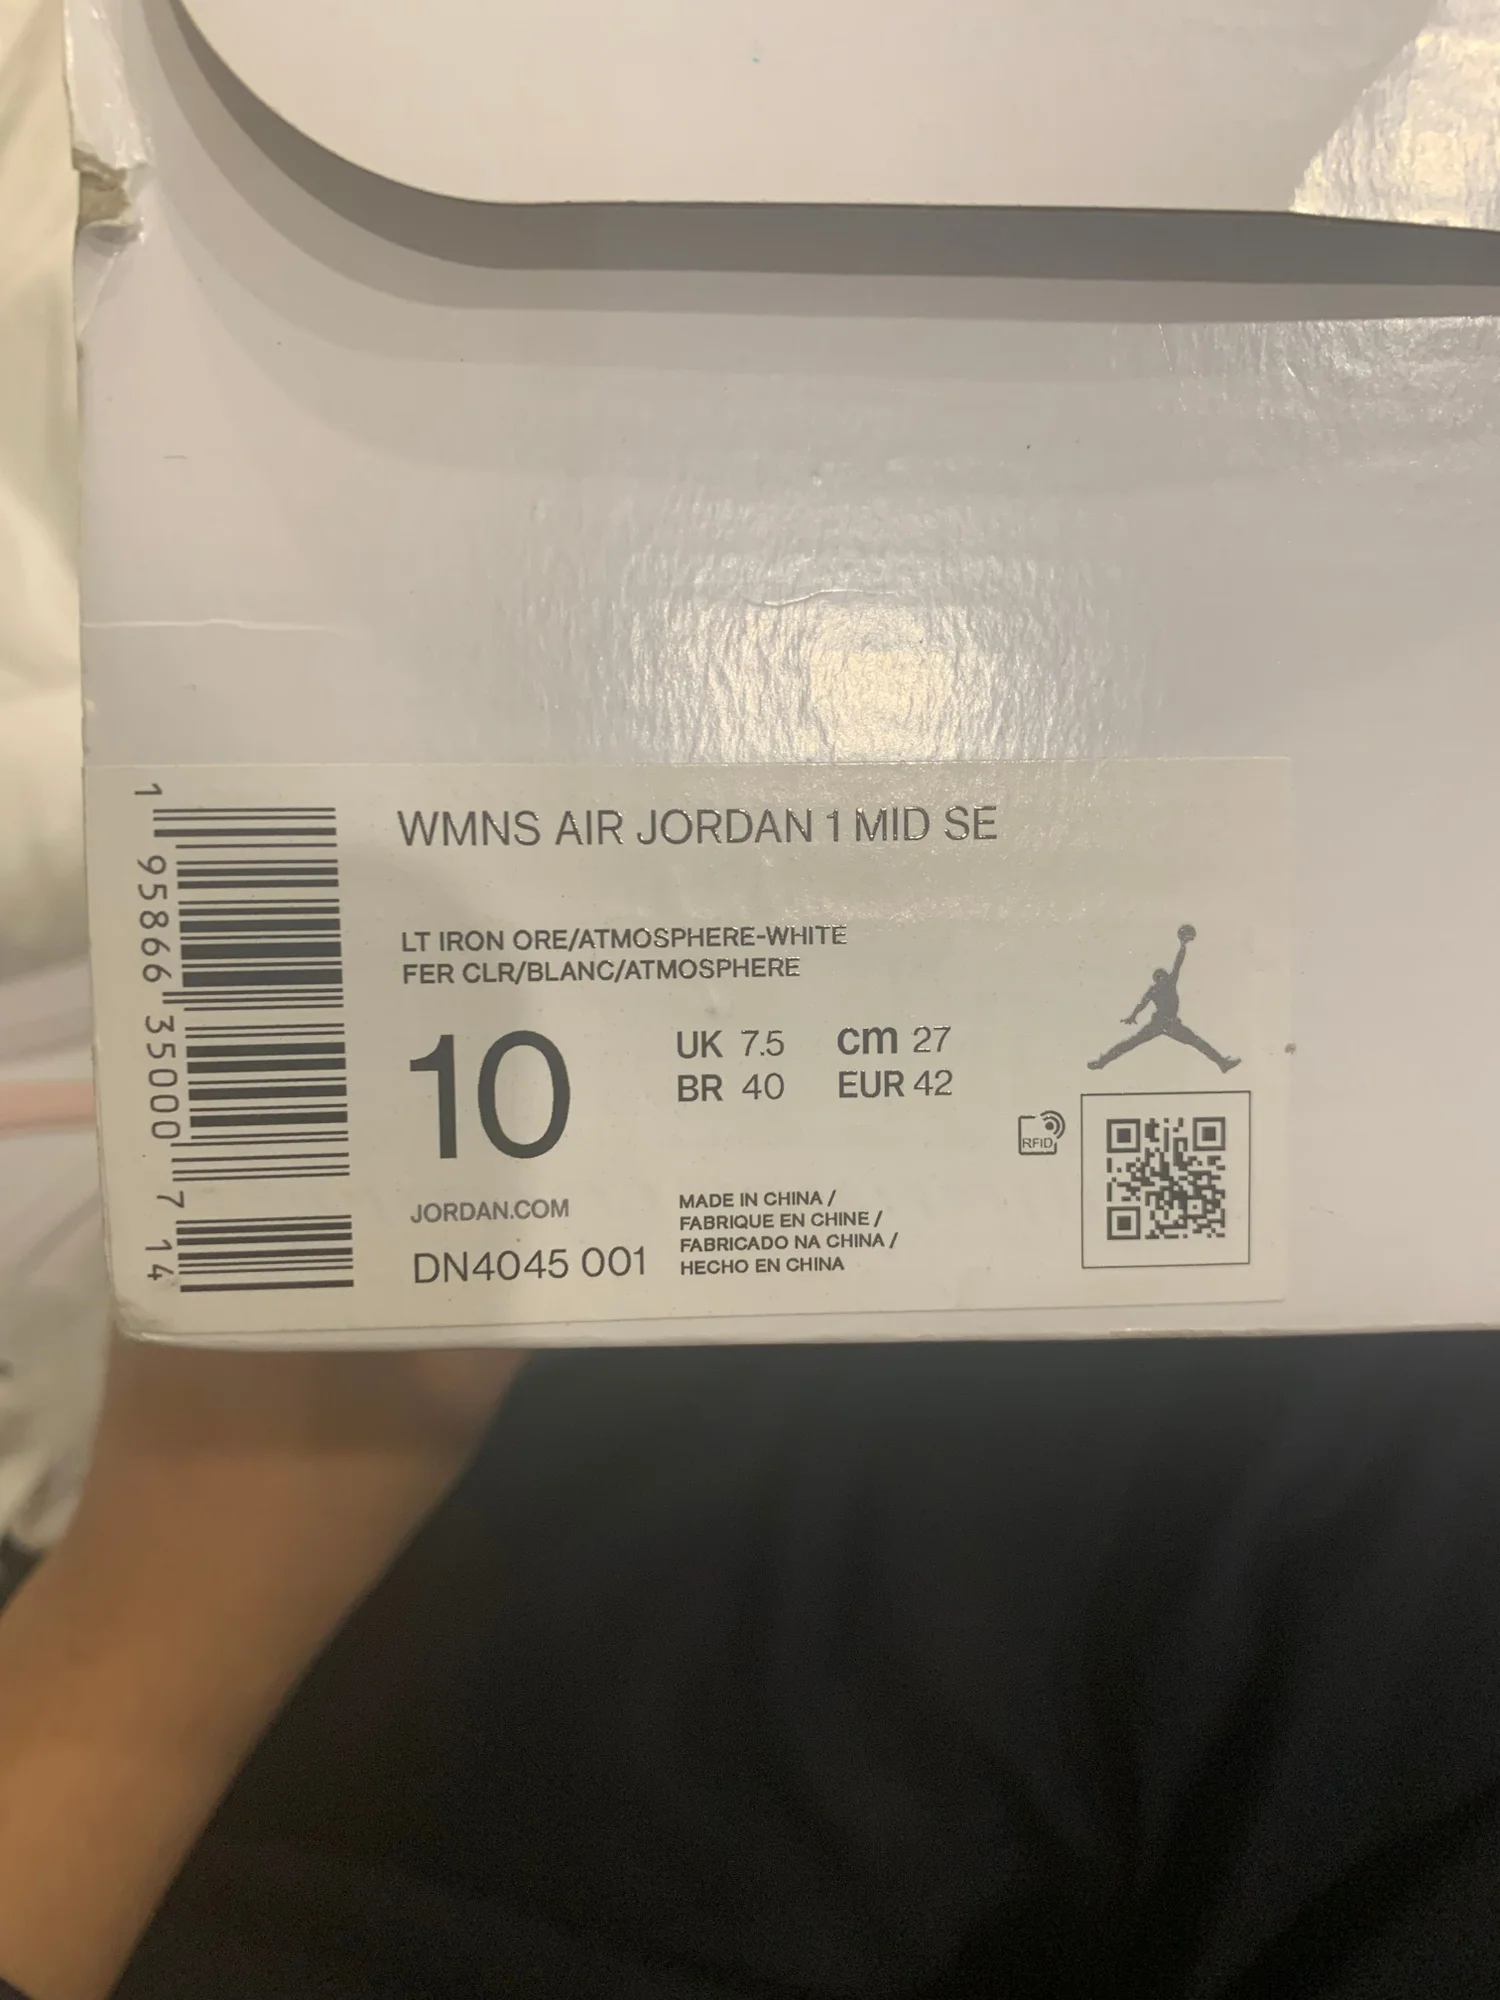 WMNS AIR JORDAN 1 MID SE
LT IRON ORE/ATMOSPHERE-WHITE
FER CLR/BLANC/ATMOSPHERE
10
UK 7.5 cm 27
BR 40 EUR 42
RFID
JORDAN.COM
DN4045 001
MADE IN CHINA /
FABRIQUE EN CHINE /
FABRICADO NA CHINA /
HECHO EN CHINA
1 95866 35000 7 14